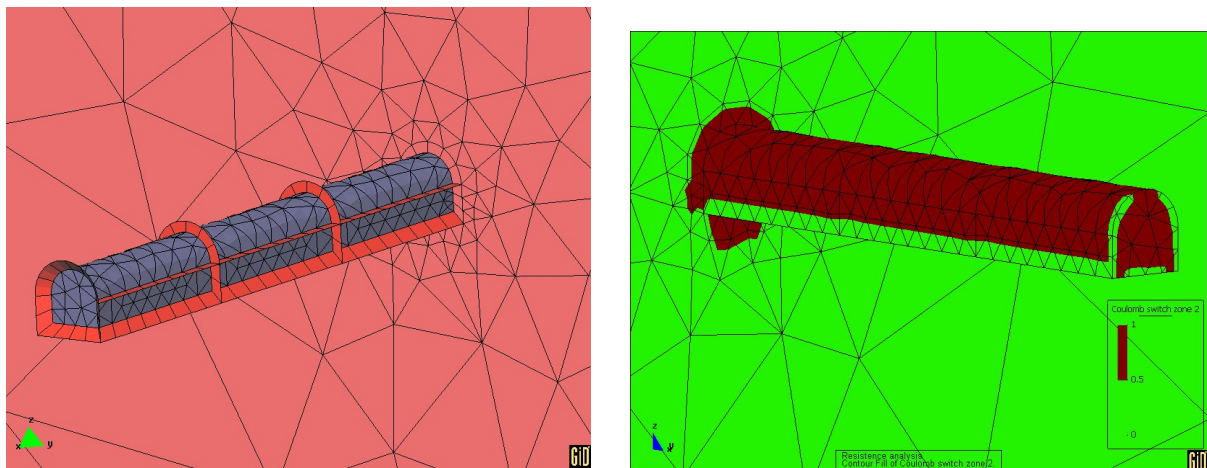 z
x
y
GiD
Coulomb switch zone 2
1
0.5
0
z
x
Resistence analysis
Contour Fill of Coulomb switch zone 2.
GiD